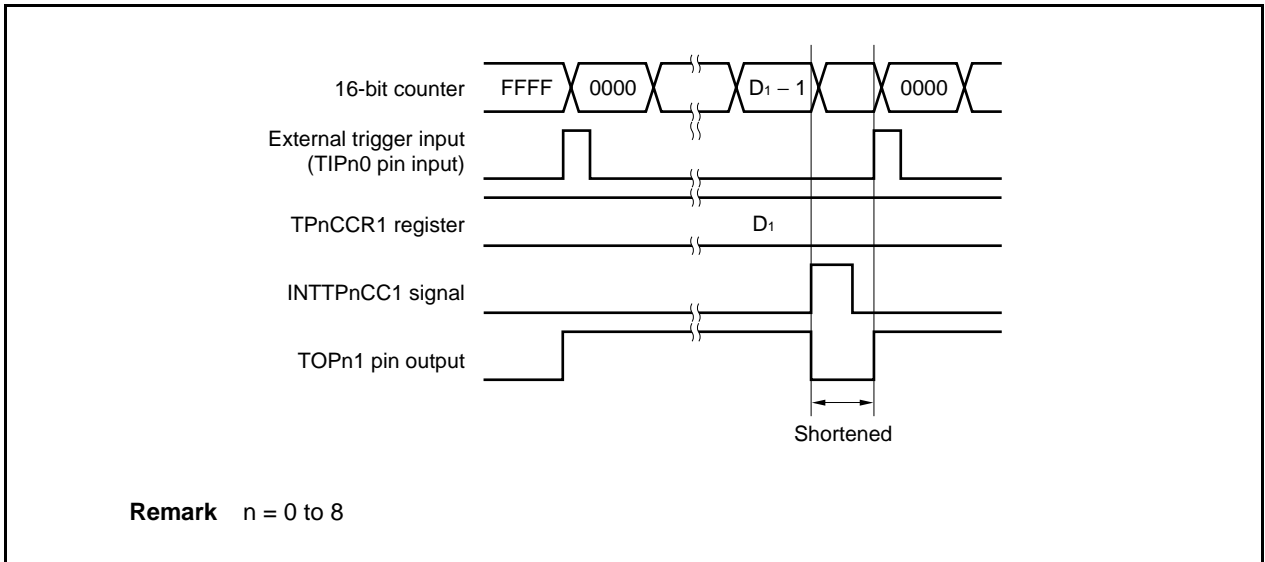 16-bit counter FFFF 0000 D₁ − 1 0000
External trigger input
(TIPn0 pin input)
TPnCCR1 register D₁
INTTPnCC1 signal
TOPn1 pin output
Shortened
Remark n = 0 to 8